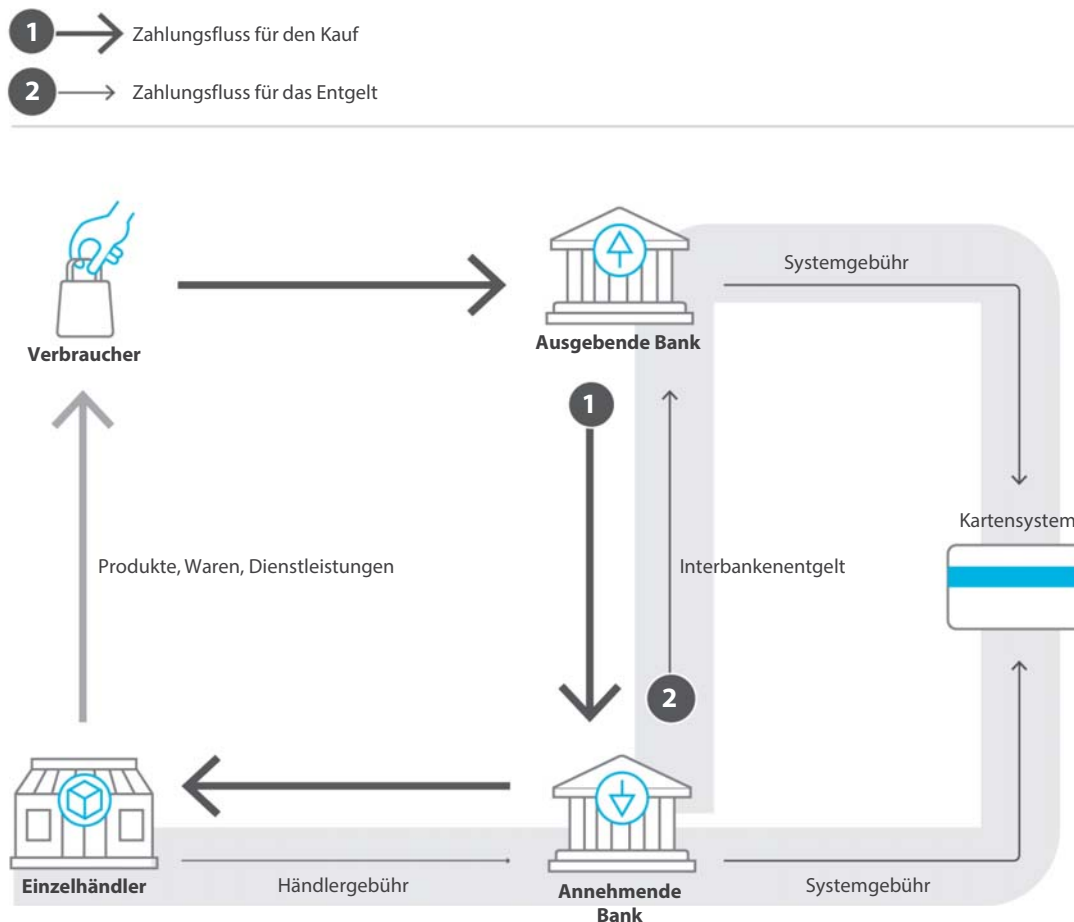 1 Zahlungsfluss für den Kauf
2 Zahlungsfluss für das Entgelt
Systemgebühr
Verbraucher
Ausgebende Bank
1
Kartensystem
Produkte, Waren, Dienstleistungen
Interbankenentgelt
2
Einzelhändler
Händlergebühr
Annehmende
Bank
Systemgebühr